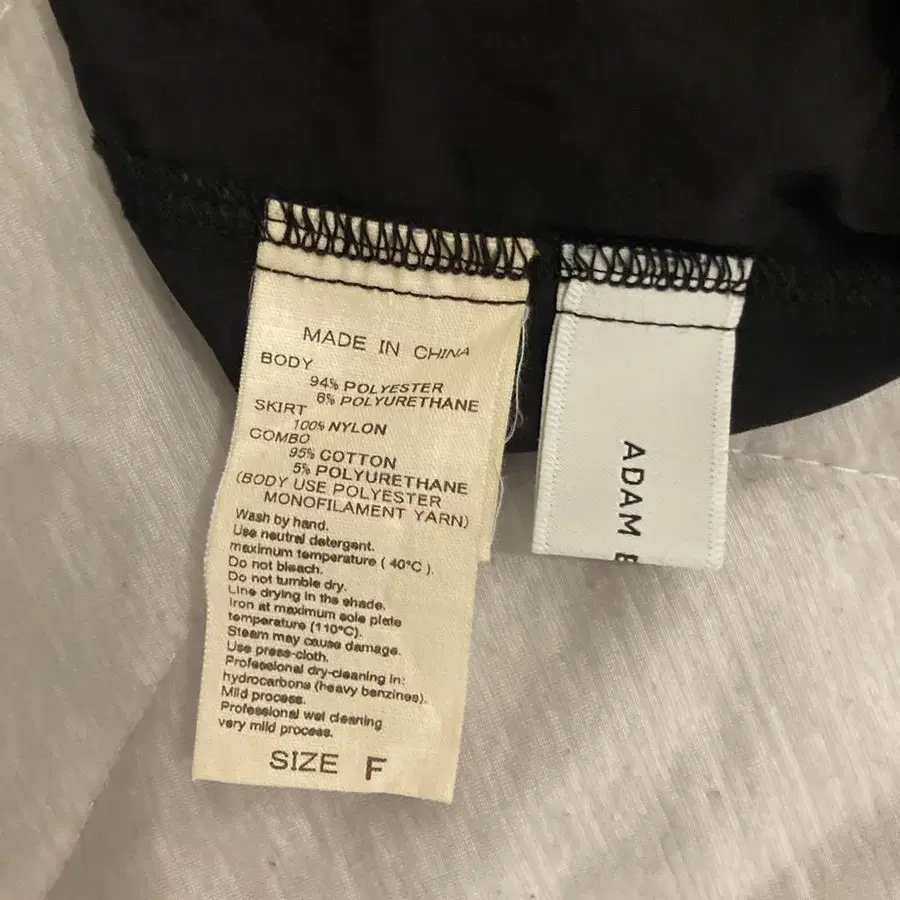 MADE IN CHINA
BODY
94% POLYESTER
6% POLYURETHANE
SKIRT
100% NYLON
COMBO
95% COTTON
5% POLYURETHANE
(BODY USE POLYESTER
MONOFILAMENT YARN)
Wash by hand.
Use neutral detergent.
maximum temperature ( 40°C ).
Do not bleach.
Do not tumble dry.
Line drying in the shade.
Iron at maximum sole plate
temperature (110°C).
Steam may cause damage.
Use press-cloth.
Professional dry-cleaning in:
hydrocarbons (heavy benzines).
Mild process.
Professional wet cleaning
very mild process.
SIZE F
ADAM E